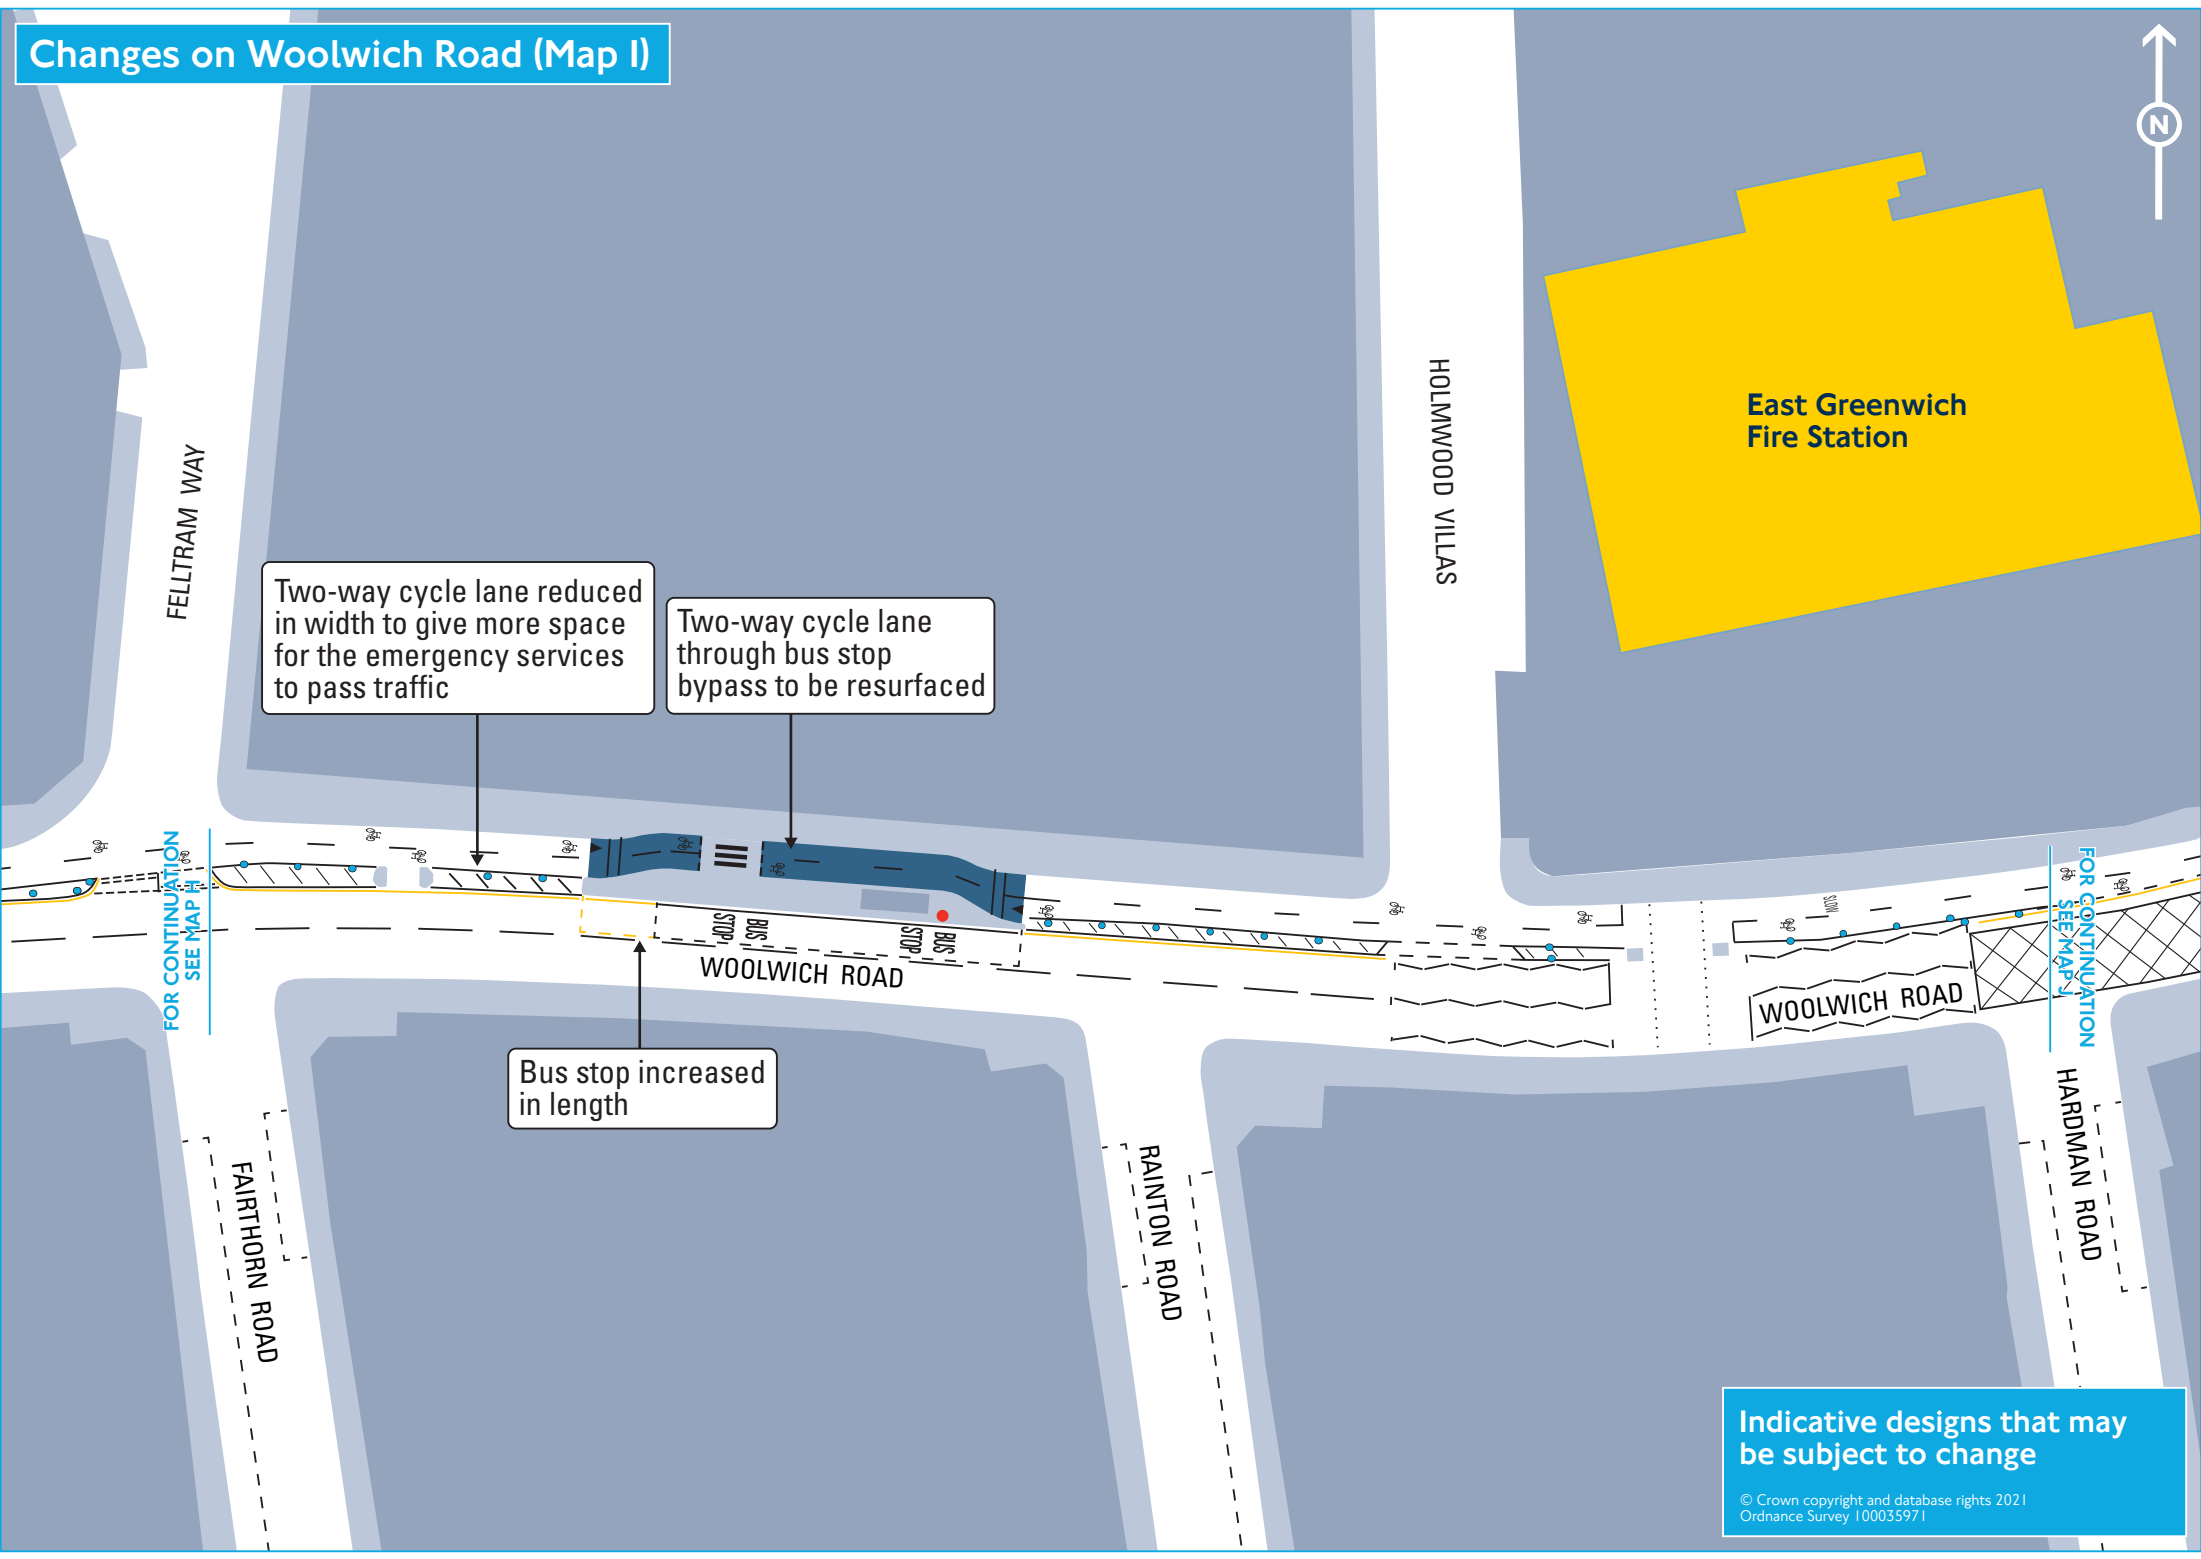 Changes on Woolwich Road (Map I)
N
East Greenwich
Fire Station
FELLTRAM WAY
HOLMWOOD VILLAS
Two-way cycle lane reduced
in width to give more space
for the emergency services
to pass traffic
Two-way cycle lane
through bus stop
bypass to be resurfaced
FOR CONTINUATION
SEE MAP H
BUS
STOP
BUS
STOP
WOOLWICH ROAD
SLOW
WOOLWICH ROAD
FOR CONTINUATION
SEE MAP J
Bus stop increased
in length
FAIRTHORN ROAD
RAINTON ROAD
HARDMAN ROAD
Indicative designs that may
be subject to change
© Crown copyright and database rights 2021
Ordnance Survey 100035971